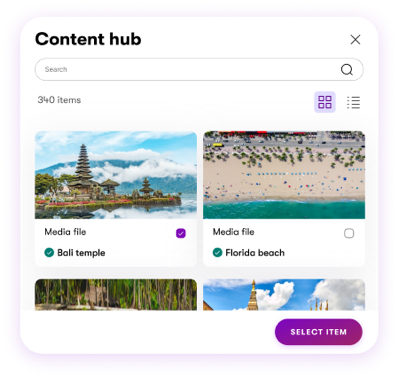 Content hub
Search
340 items
Media file
Bali temple
Media file
Florida beach
SELECT ITEM